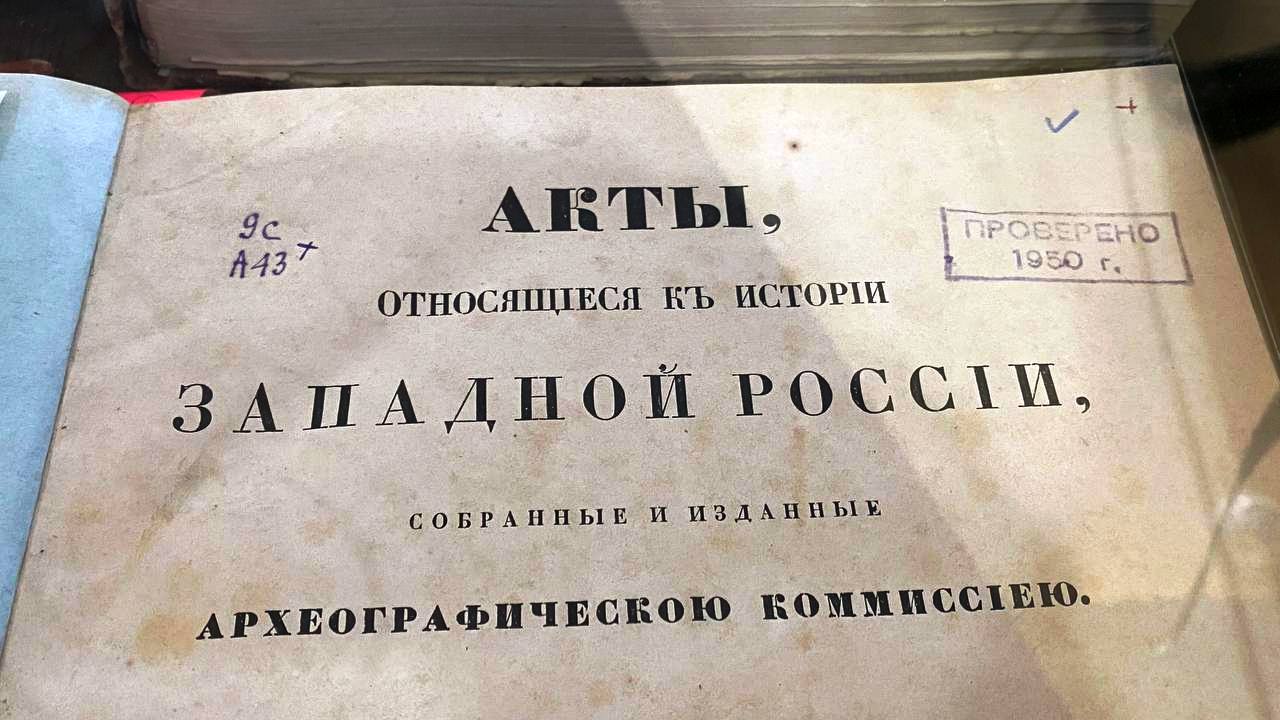 АКТЫ,
9с
А43+
ПРОВЕРЕНО
1950 г.
ОТНОСЯЩІЕСЯ КЪ ИСТОРІИ
ЗАПАДНОЙ РОССІИ,
СОБРАННЫЕ И ИЗДАННЫЕ
АРХЕОГРАФИЧЕСКОЮ КОММИССІЕЮ.